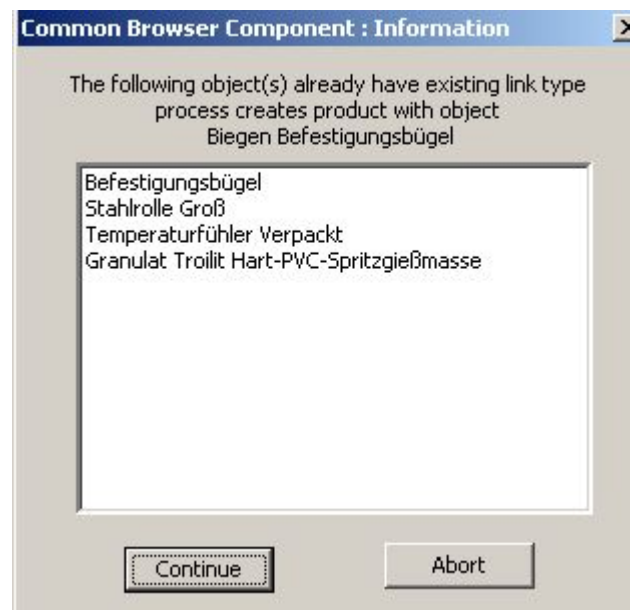 Common Browser Component : Information
The following object(s) already have existing link type
process creates product with object
Biegen Befestigungsbügel
Befestigungsbügel
Stahlrolle Groß
Temperaturfühler Verpackt
Granulat Troilit Hart-PVC-Spritzgießmasse
Continue
Abort